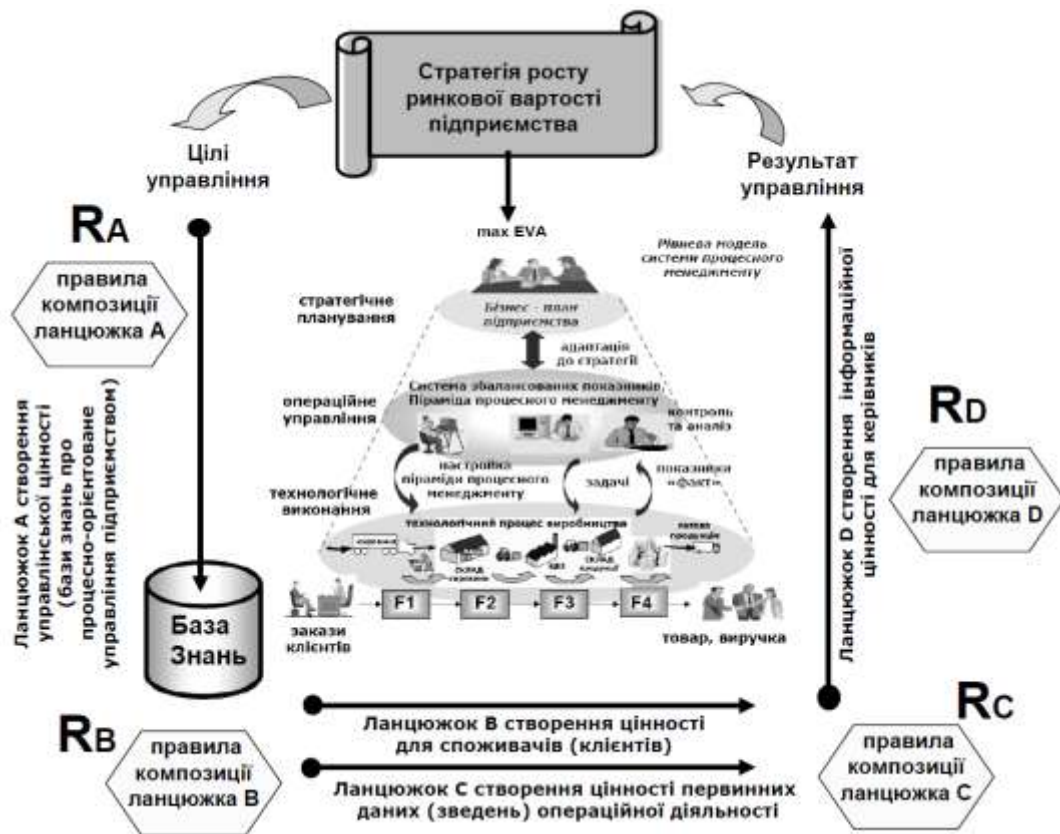 Стратегія росту
ринкової вартості
підприємства
Цілі
управління
Результат
управління
RA
правила
композиції
ланцюжка А
max EVA
Рівнева модель
системи процесного
менеджменту
стратегічне
планування
Бізнес - план
підприємства
адаптація
до стратегії
операційне
управління
Система збалансованих показників
Піраміда процесного менеджменту
контроль
та аналіз
настройка
піраміди процесного
менеджменту
задачі
показники
«факт»
технологічне
виконання
технологічний процес виробництва
готова
продукція
склад
F1
F2
F3
F4
закази
клієнтів
товар, виручка
Ланцюжок А створення
управлінської цінності
(бази знань про
процесно-орієнтоване
управління підприємством)
База
Знань
Ланцюжок D створення інформаційної
цінності для керівників
RD
правила
композиції
ланцюжка D
RB
правила
композиції
ланцюжка В
Ланцюжок В створення цінності
для споживачів (клієнтів)
Ланцюжок С створення цінності первинних
даних (зведень) операційної діяльності
RC
правила
композиції
ланцюжка С